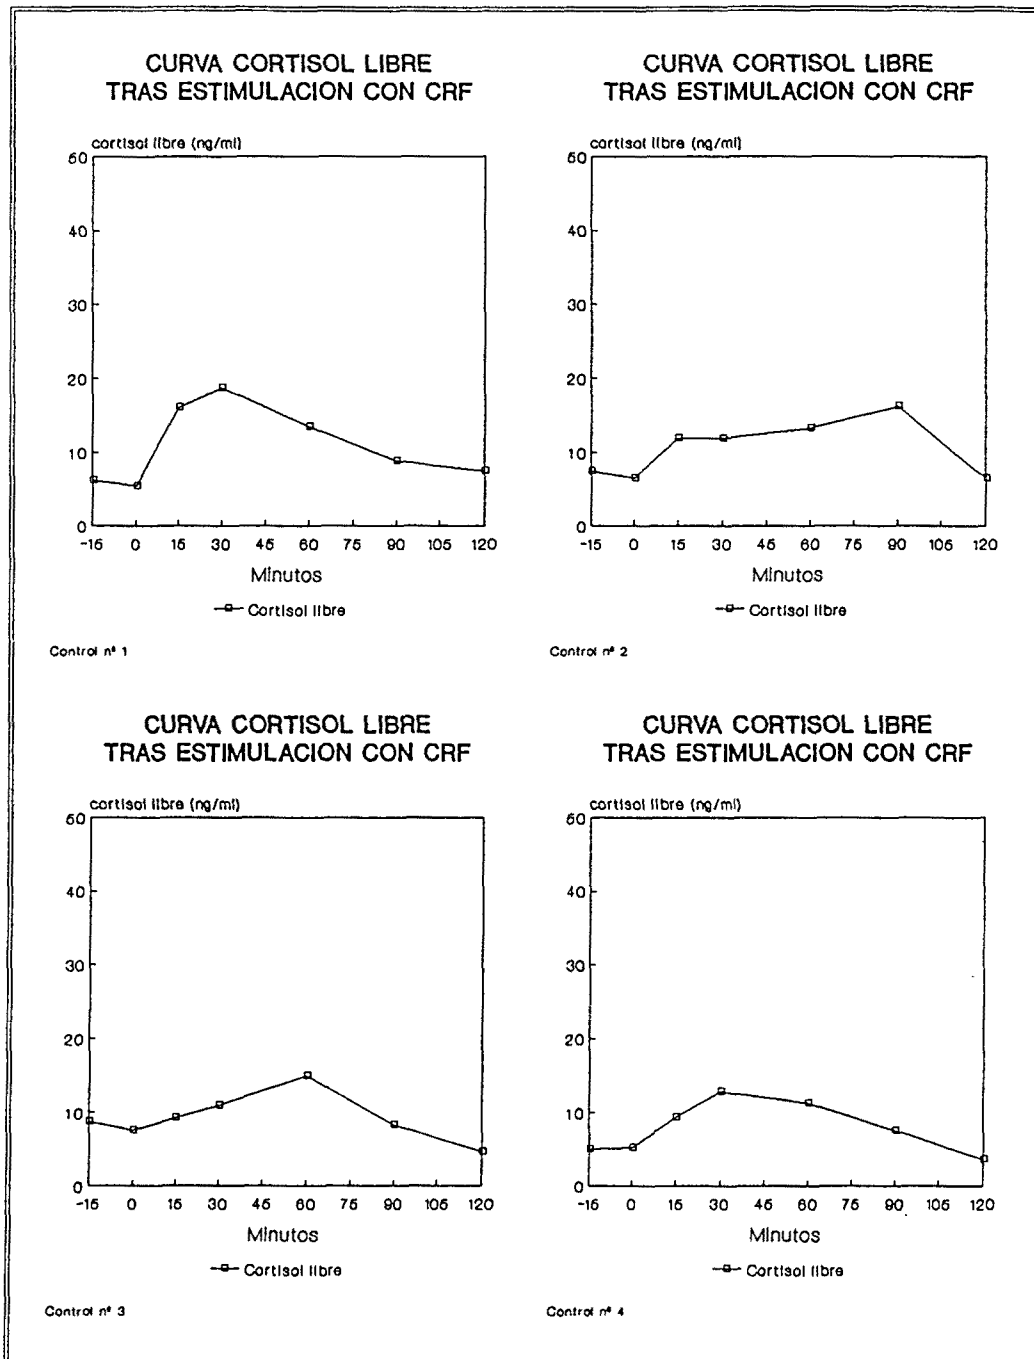 CURVA CORTISOL LIBRE
TRAS ESTIMULACION CON CRF
cortisol libre (ng/ml)
50
40
30
20
10
0
-15 0 15 30 45 60 75 90 105 120
Minutos
Cortisol libre
Control nº 1
CURVA CORTISOL LIBRE
TRAS ESTIMULACION CON CRF
cortisol libre (ng/ml)
50
40
30
20
10
0
-15 0 15 30 45 60 75 90 105 120
Minutos
Cortisol libre
Control nº 2
CURVA CORTISOL LIBRE
TRAS ESTIMULACION CON CRF
cortisol libre (ng/ml)
50
40
30
20
10
0
-15 0 15 30 45 60 75 90 105 120
Minutos
Cortisol libre
Control nº 3
CURVA CORTISOL LIBRE
TRAS ESTIMULACION CON CRF
cortisol libre (ng/ml)
50
40
30
20
10
0
-15 0 15 30 45 60 75 90 105 120
Minutos
Cortisol libre
Control nº 4